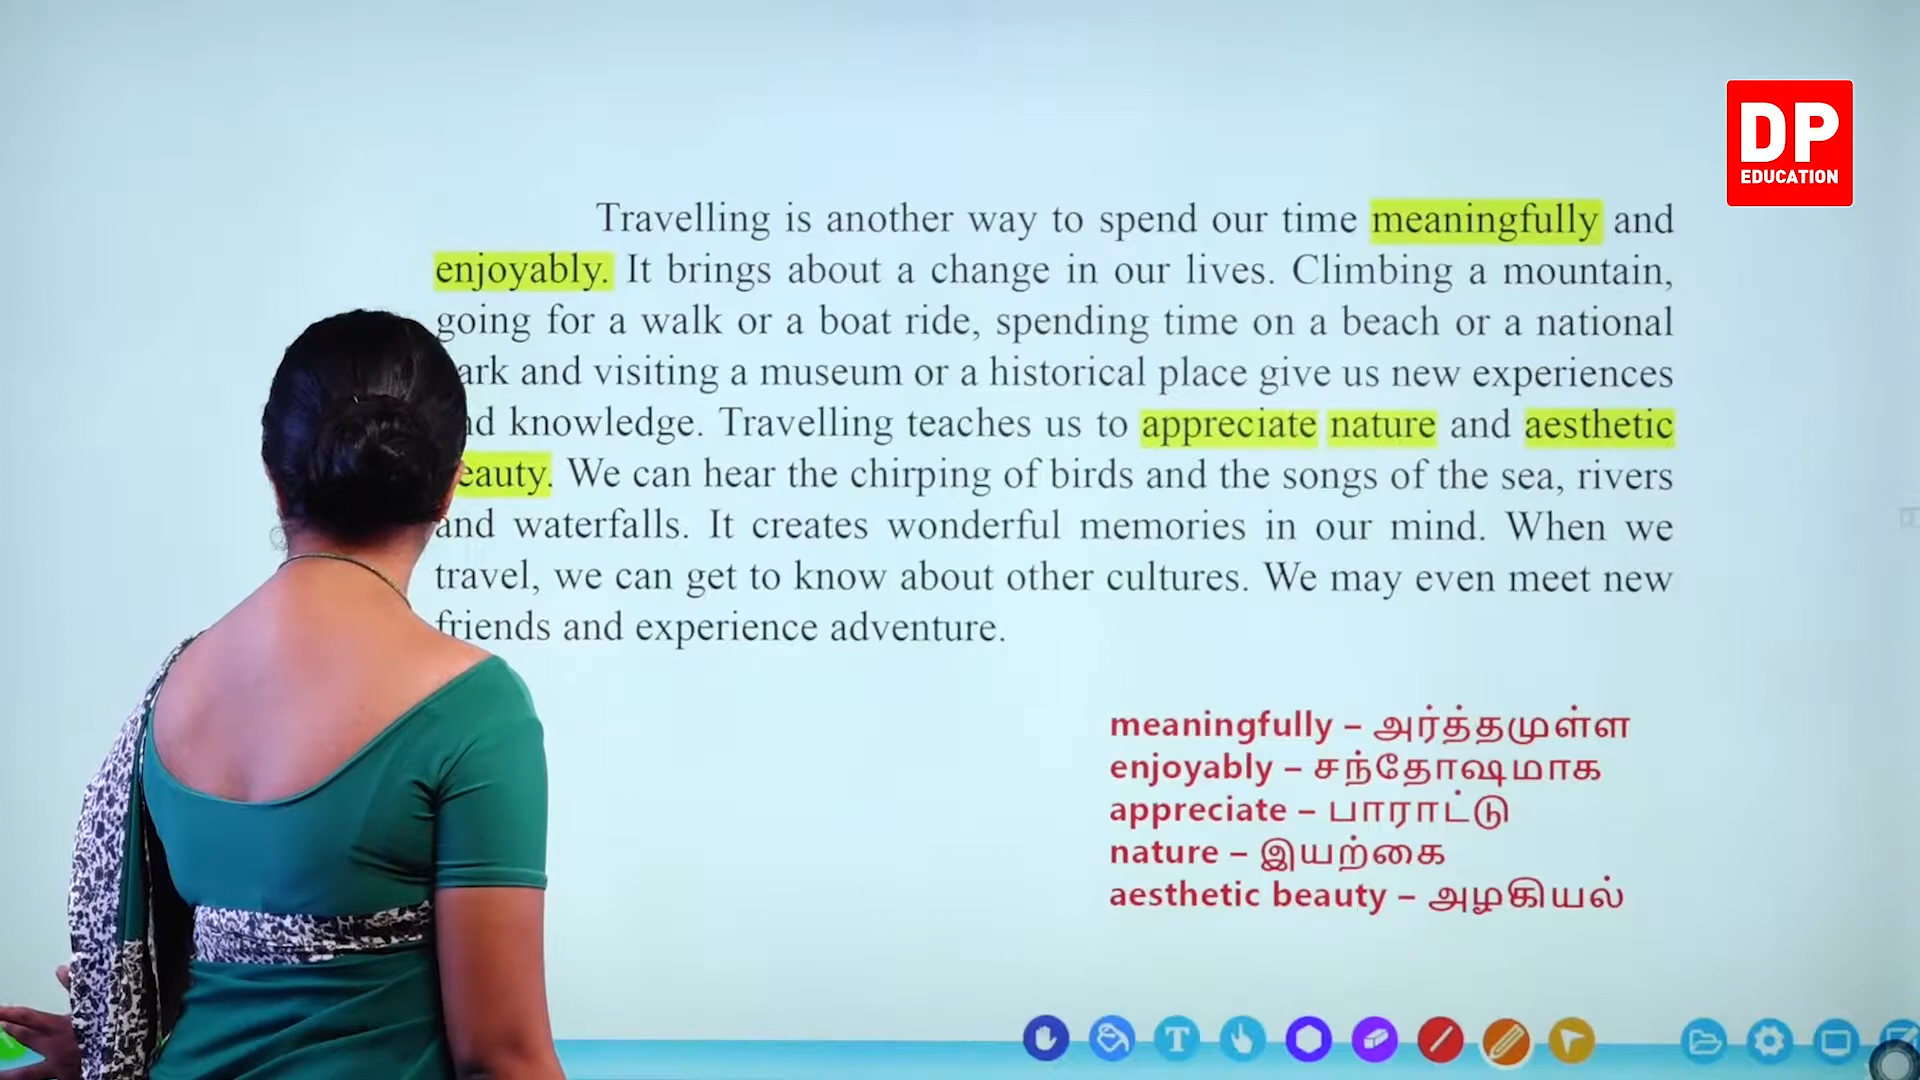 DP
EDUCATION
Travelling is another way to spend our time meaningfully and
enjoyably. It brings about a change in our lives. Climbing a mountain,
going for a walk or a boat ride, spending time on a beach or a national
and visiting a museum or a historical place give us new experiences
knowledge. Travelling teaches us to appreciate nature and aesthetic
We can hear the chirping of birds and the songs of the sea, rivers
and waterfalls. It creates wonderful memories in our mind. When we
travel, we can get to know about other cultures. We may even meet new
friends and experience adventure.
meaningfully – அர்த்தமுள்ள
enjoyably – சந்தோஷமாக
appreciate – பாராட்டு
nature – இயற்கை
aesthetic beauty – அழகியல்
T